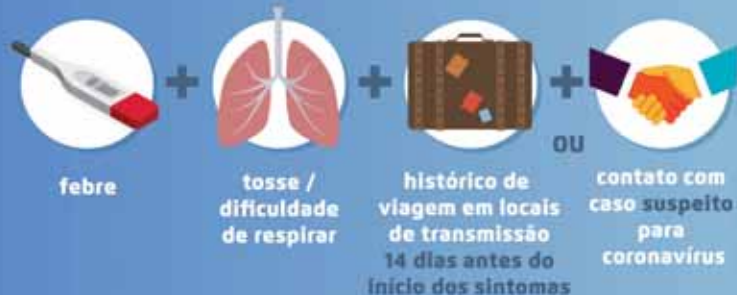 febre
tosse /
dificuldade
de respirar
histórico de
viagem em locais
de transmissão
14 dias antes do
início dos sintomas
OU
contato com
caso suspeito
para
coronavírus